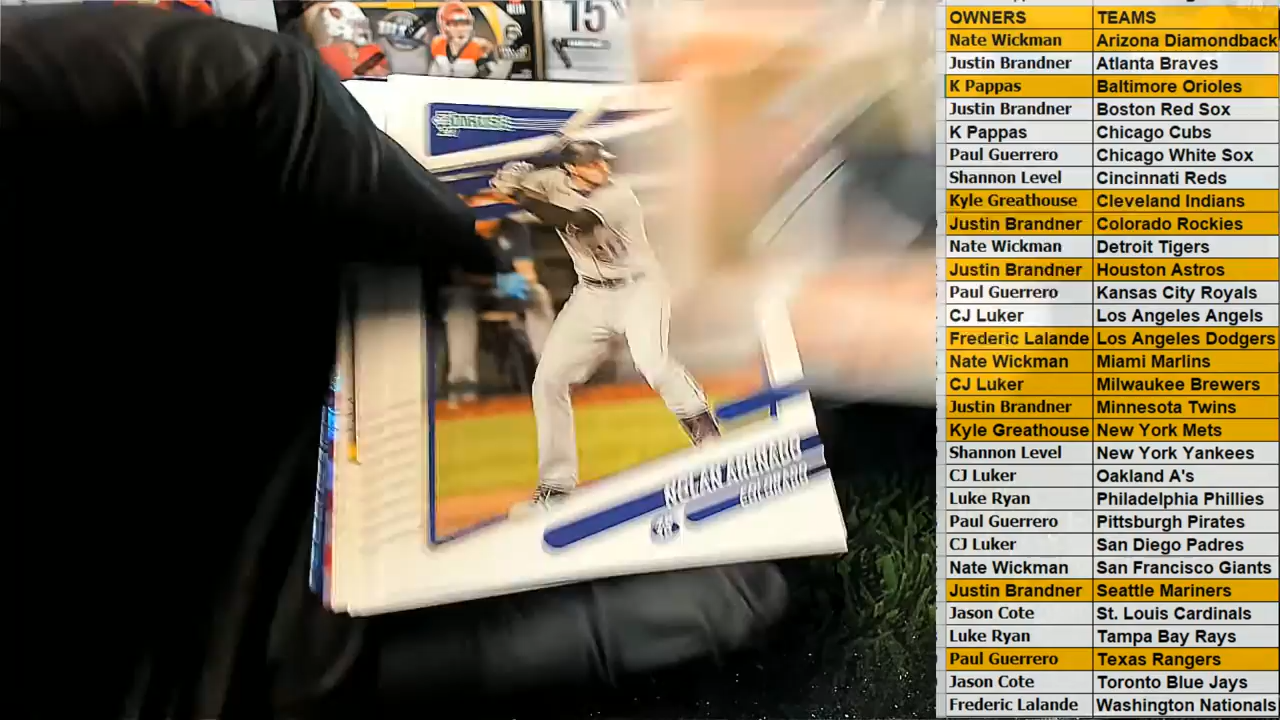 15
DONRUSS
NOLAN ARENADO
COLORADO
OWNERS TEAMS
Nate Wickman Arizona Diamondback
Justin Brandner Atlanta Braves
K Pappas Baltimore Orioles
Justin Brandner Boston Red Sox
K Pappas Chicago Cubs
Paul Guerrero Chicago White Sox
Shannon Level Cincinnati Reds
Kyle Greathouse Cleveland Indians
Justin Brandner Colorado Rockies
Nate Wickman Detroit Tigers
Justin Brandner Houston Astros
Paul Guerrero Kansas City Royals
CJ Luker Los Angeles Angels
Frederic Lalande Los Angeles Dodgers
Nate Wickman Miami Marlins
CJ Luker Milwaukee Brewers
Justin Brandner Minnesota Twins
Kyle Greathouse New York Mets
Shannon Level New York Yankees
CJ Luker Oakland A's
Luke Ryan Philadelphia Phillies
Paul Guerrero Pittsburgh Pirates
CJ Luker San Diego Padres
Nate Wickman San Francisco Giants
Justin Brandner Seattle Mariners
Jason Cote St. Louis Cardinals
Luke Ryan Tampa Bay Rays
Paul Guerrero Texas Rangers
Jason Cote Toronto Blue Jays
Frederic Lalande Washington Nationals